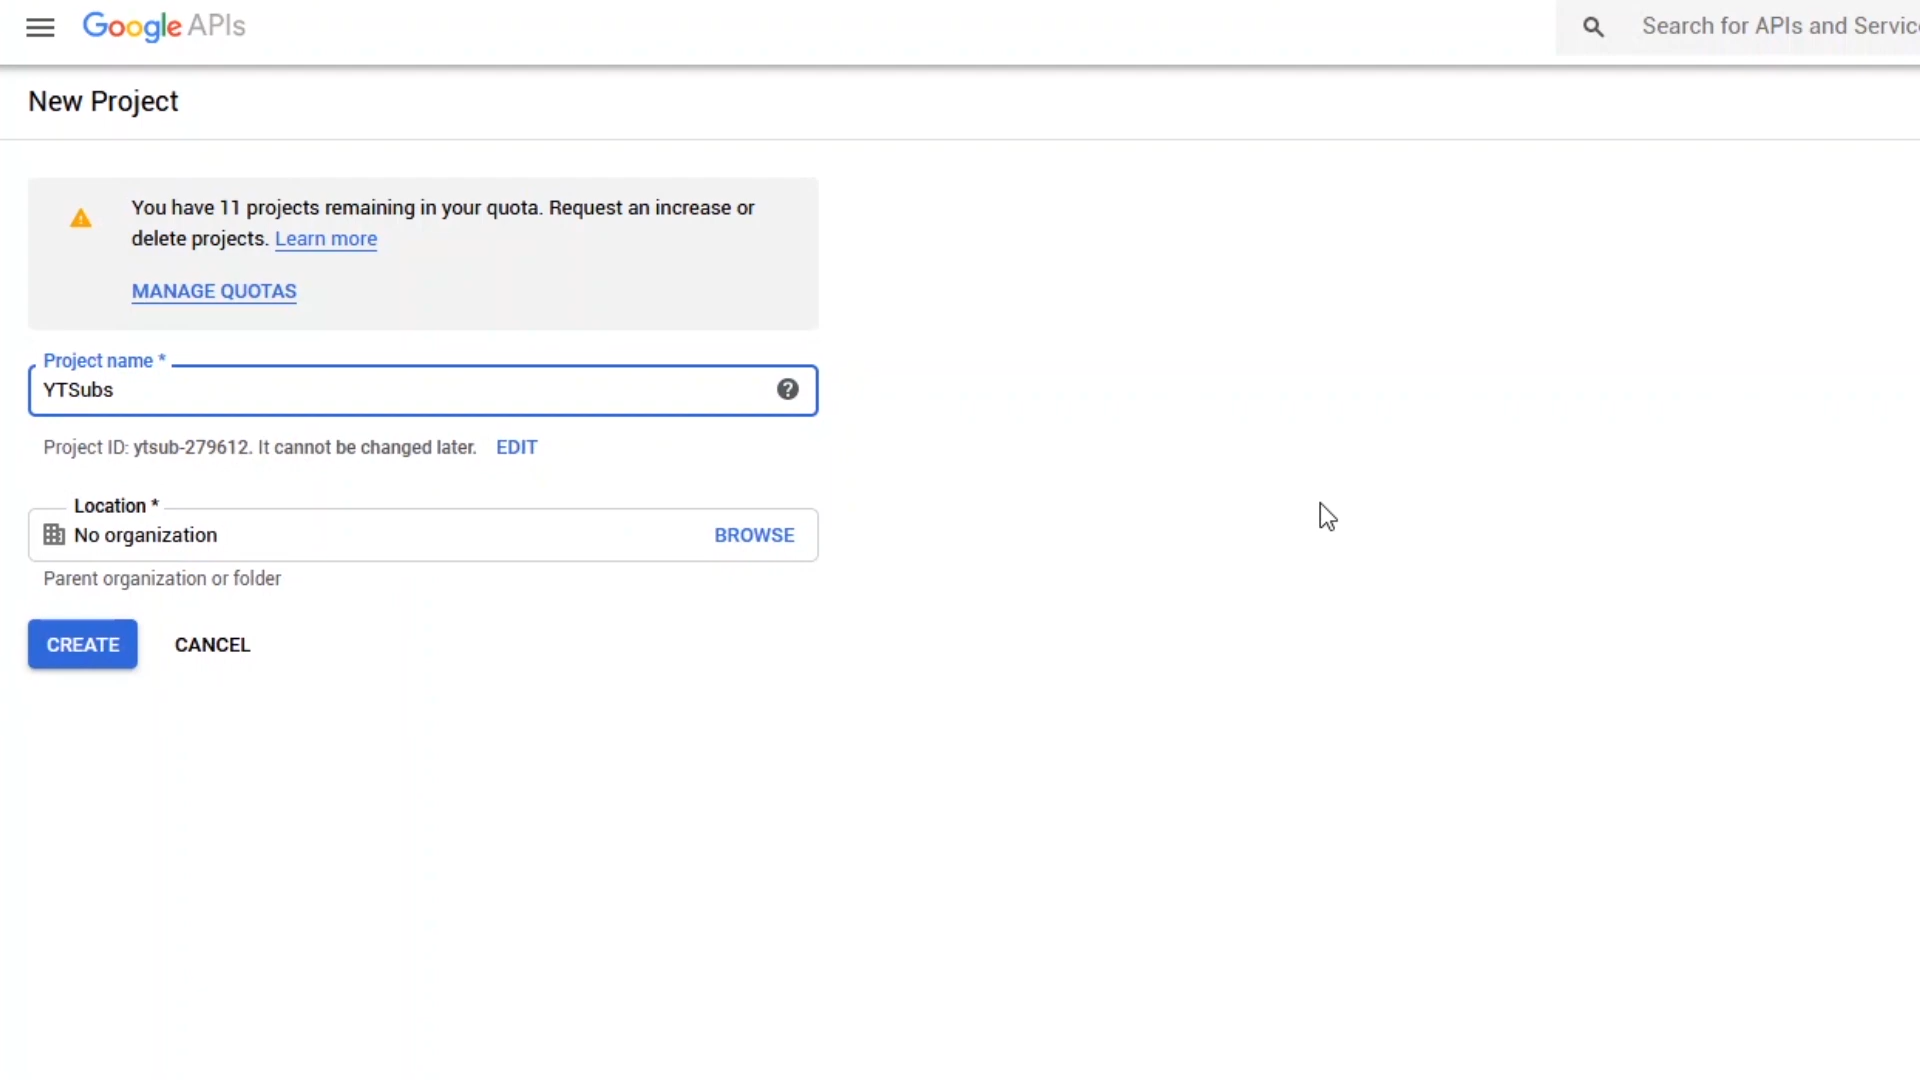 Google APIs
Search for APIs and Servic
New Project
You have 11 projects remaining in your quota. Request an increase or
delete projects. Learn more
MANAGE QUOTAS
Project name *
YTSubs
Project ID: ytsub-279612. It cannot be changed later. EDIT
Location *
No organization BROWSE
Parent organization or folder
CREATE CANCEL